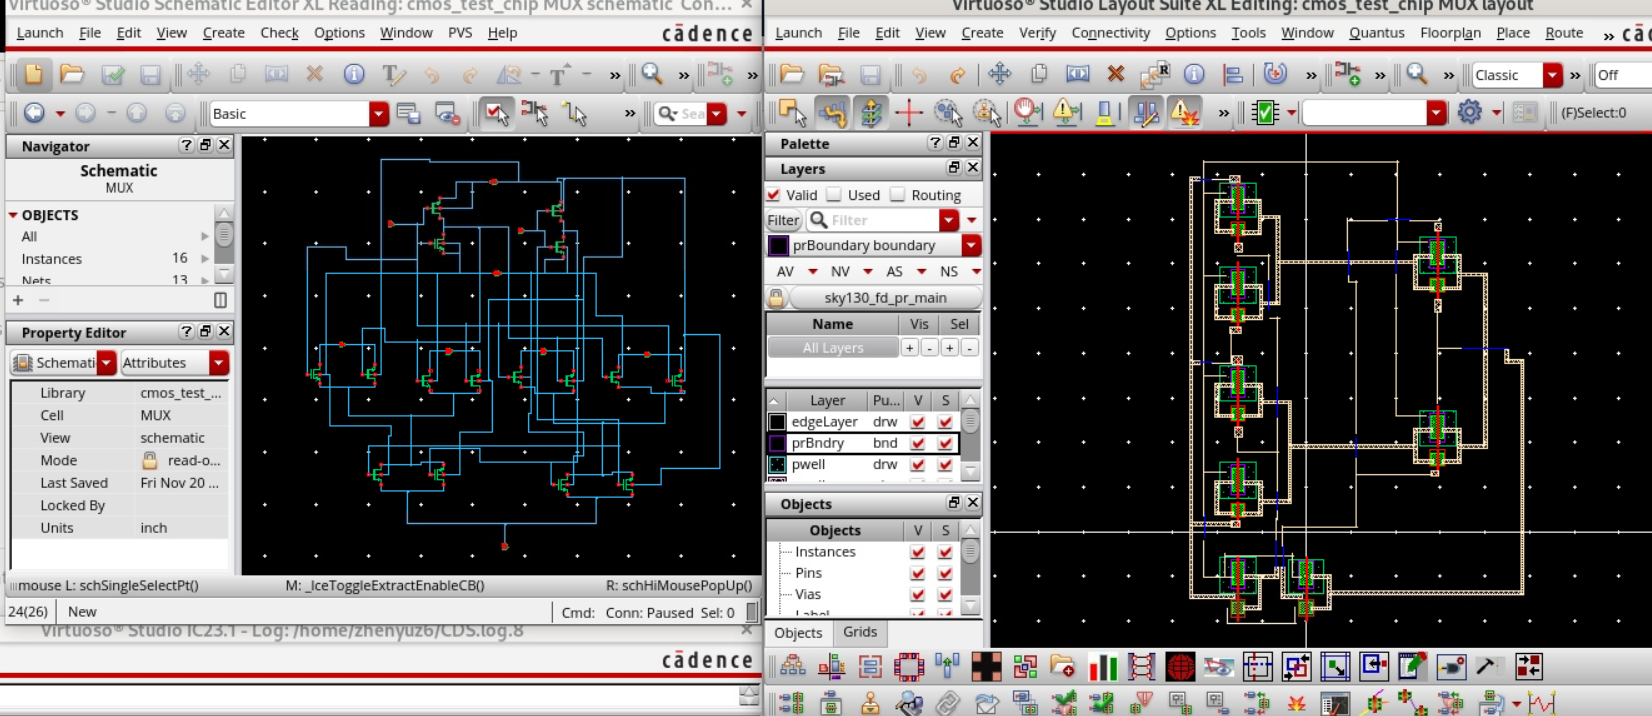 Virtuoso® Studio Schematic Editor XL Reading: cmos_test_chip MUX schematic Con...
Launch File Edit View Create Check Options Window PVS Help cādence
Basic
Navigator
Schematic
MUX
OBJECTS
All
Instances 16
Nets 13
Property Editor
Schemati Attributes
Library cmos_test_...
Cell MUX
View schematic
Mode read-o...
Last Saved Fri Nov 20 ...
Locked By
Units inch
mouse L: schSingleSelectPt() M: _IceToggleExtractEnableCB() R: schHiMousePopUp()
24(26) New Cmd: Conn: Paused Sel: 0
Virtuoso® Studio IC23.1 - Log: /home/zhenyuz6/CDS.log.8
cādence
Virtuoso® Studio Layout Suite XL Editing: cmos_test_chip MUX layout
Launch File Edit View Create Verify Connectivity Options Tools Window Quantus Floorplan Place Route » cā
Classic Off
(F)Select:0
Palette
Layers
Valid Used Routing
Filter Filter
prBoundary boundary
AV NV AS NS
sky130_fd_pr_main
Name Vis Sel
All Layers + - + -
Layer Pu... V S
edgeLayer drw
prBndry bnd
pwell drw
Objects
Objects V S
Instances
Pins
Vias
Label
Objects Grids